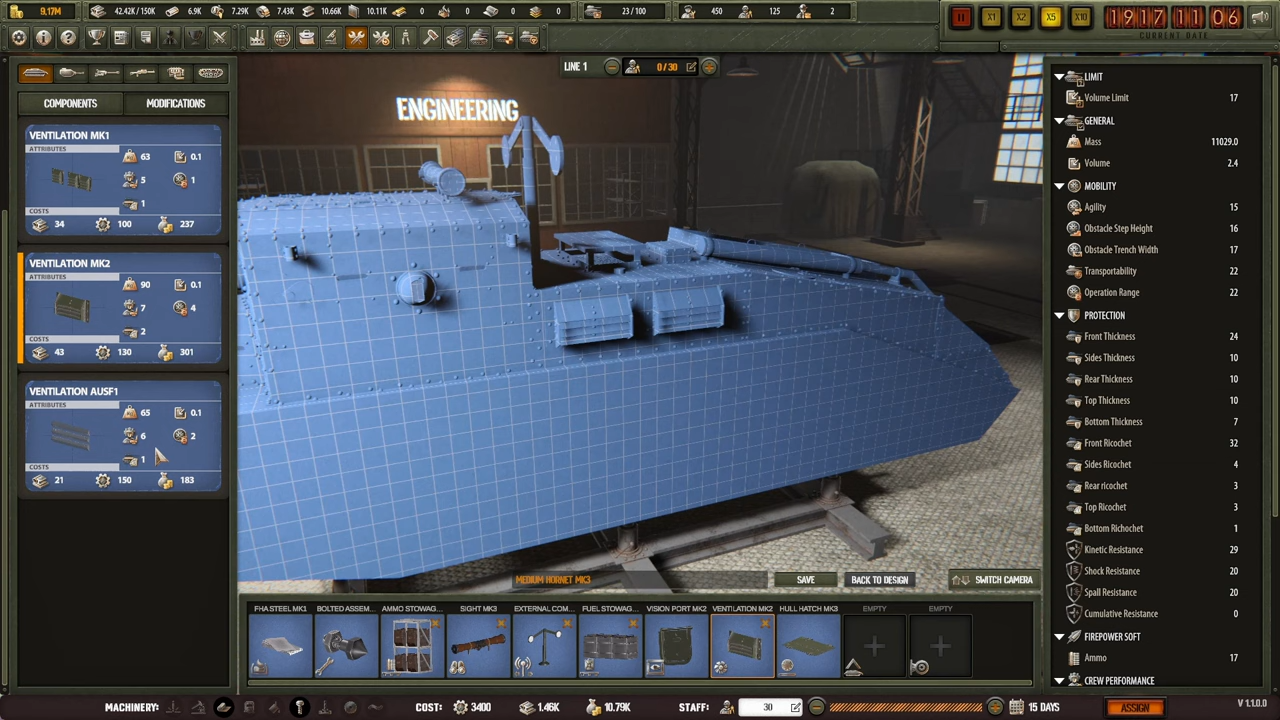 9.17M 42.42K/150K 6.9K 7.29K 7.43K 10.66K 10.11K 0 0 0 0 23/100 450 125 2
X1 X2 X5 X10 1917 11 06
CURRENT DATE
LINE 1 0/30
ENGINEERING
COMPONENTS MODIFICATIONS
VENTILATION MK1
ATTRIBUTES
63 0.1
5 1
1
COSTS
34 100 237
VENTILATION MK2
ATTRIBUTES
90 0.1
7 4
2
COSTS
43 130 301
VENTILATION AUSF1
ATTRIBUTES
65 0.1
6 2
1
COSTS
21 150 183
LIMIT
Volume Limit 17
GENERAL
Mass 11029.0
Volume 2.4
MOBILITY
Agility 15
Obstacle Step Height 16
Obstacle Trench Width 17
Transportability 22
Operation Range 22
PROTECTION
Front Thickness 24
Sides Thickness 10
Rear Thickness 10
Top Thickness 10
Bottom Thickness 7
Front Ricochet 32
Sides Ricochet 4
Rear ricochet 3
Top Ricochet 3
Bottom Richochet 1
Kinetic Resistance 29
Shock Resistance 20
Spall Resistance 20
Cumulative Resistance 0
FIREPOWER SOFT
Ammo 17
CREW PERFORMANCE
MEDIUM HORNET MK3 SAVE BACK TO DESIGN SWITCH CAMERA
FHA STEEL MK1 BOLTED ASSEM... AMMO STOWAG... SIGHT MK3 EXTERNAL COM... FUEL STOWAG... VISION PORT MK2 VENTILATION MK2 HULL HATCH MK3 EMPTY EMPTY
MACHINERY: COST: 3400 1.46K 10.79K STAFF: 30 15 DAYS ASSIGN V 1.1.0.0